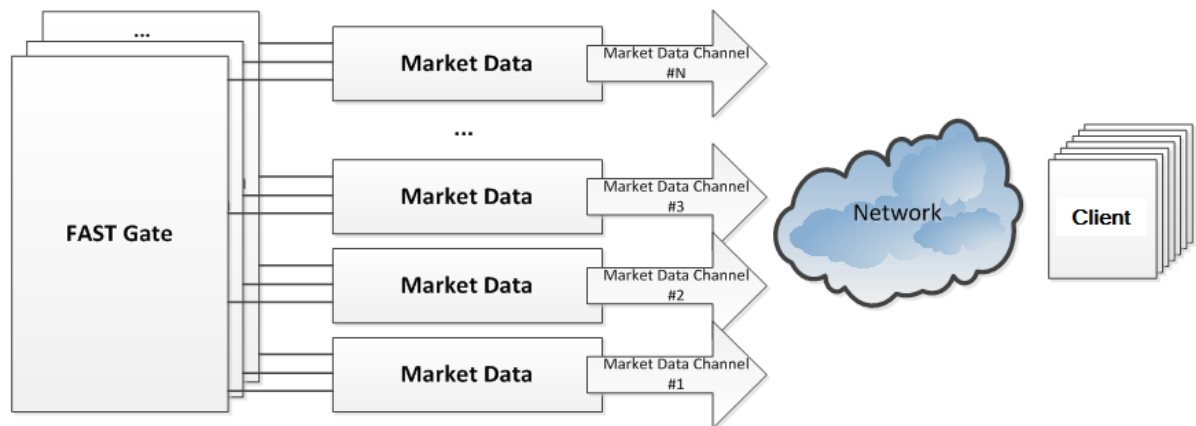 ...
FAST Gate
Market Data
Market Data Channel
#N
...
Market Data
Market Data Channel
#3
Market Data
Market Data Channel
#2
Market Data
Market Data Channel
#1
Network
Client